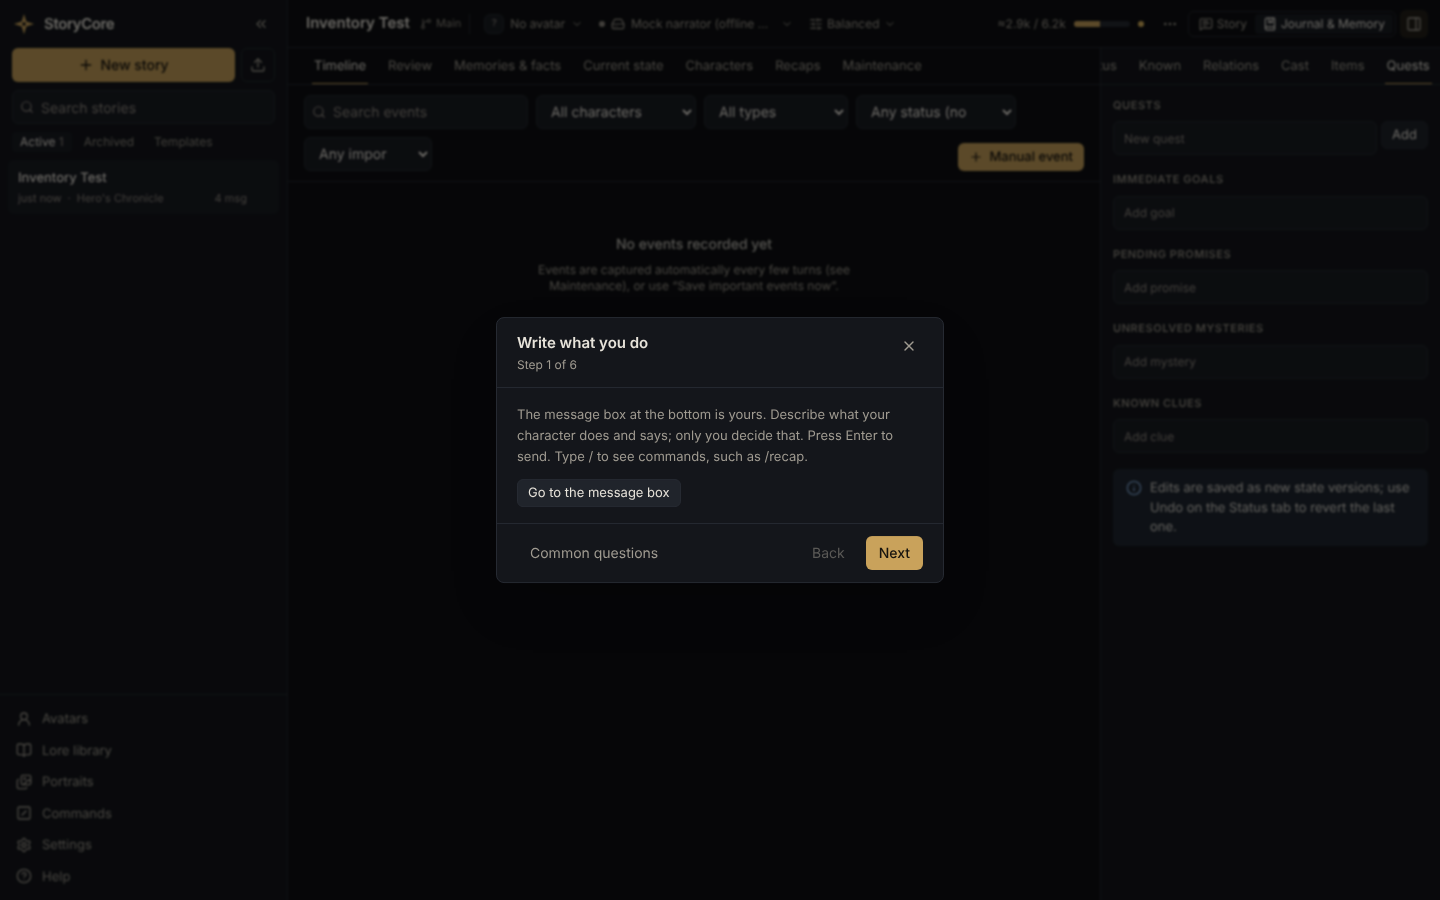 StoryCore
New story
Search stories
Active 1 Archived Templates
Inventory Test
just now · Hero's Chronicle 4 msg
Avatars
Lore library
Portraits
Commands
Settings
Help
Inventory Test Main ? No avatar Mock narrator (offline ... Balanced ≈2.9k / 6.2k Story Journal & Memory
Timeline Review Memories & facts Current state Characters Recaps Maintenance
Search events All characters All types Any status (no
Any impor Manual event
No events recorded yet
Events are captured automatically every few turns (see
Maintenance), or use "Save important events now".
Write what you do
Step 1 of 6
The message box at the bottom is yours. Describe what your
character does and says; only you decide that. Press Enter to
send. Type / to see commands, such as /recap.
Go to the message box
Common questions Back Next
us Known Relations Cast Items Quests
QUESTS
New quest Add
IMMEDIATE GOALS
Add goal
PENDING PROMISES
Add promise
UNRESOLVED MYSTERIES
Add mystery
KNOWN CLUES
Add clue
Edits are saved as new state versions; use
Undo on the Status tab to revert the last
one.